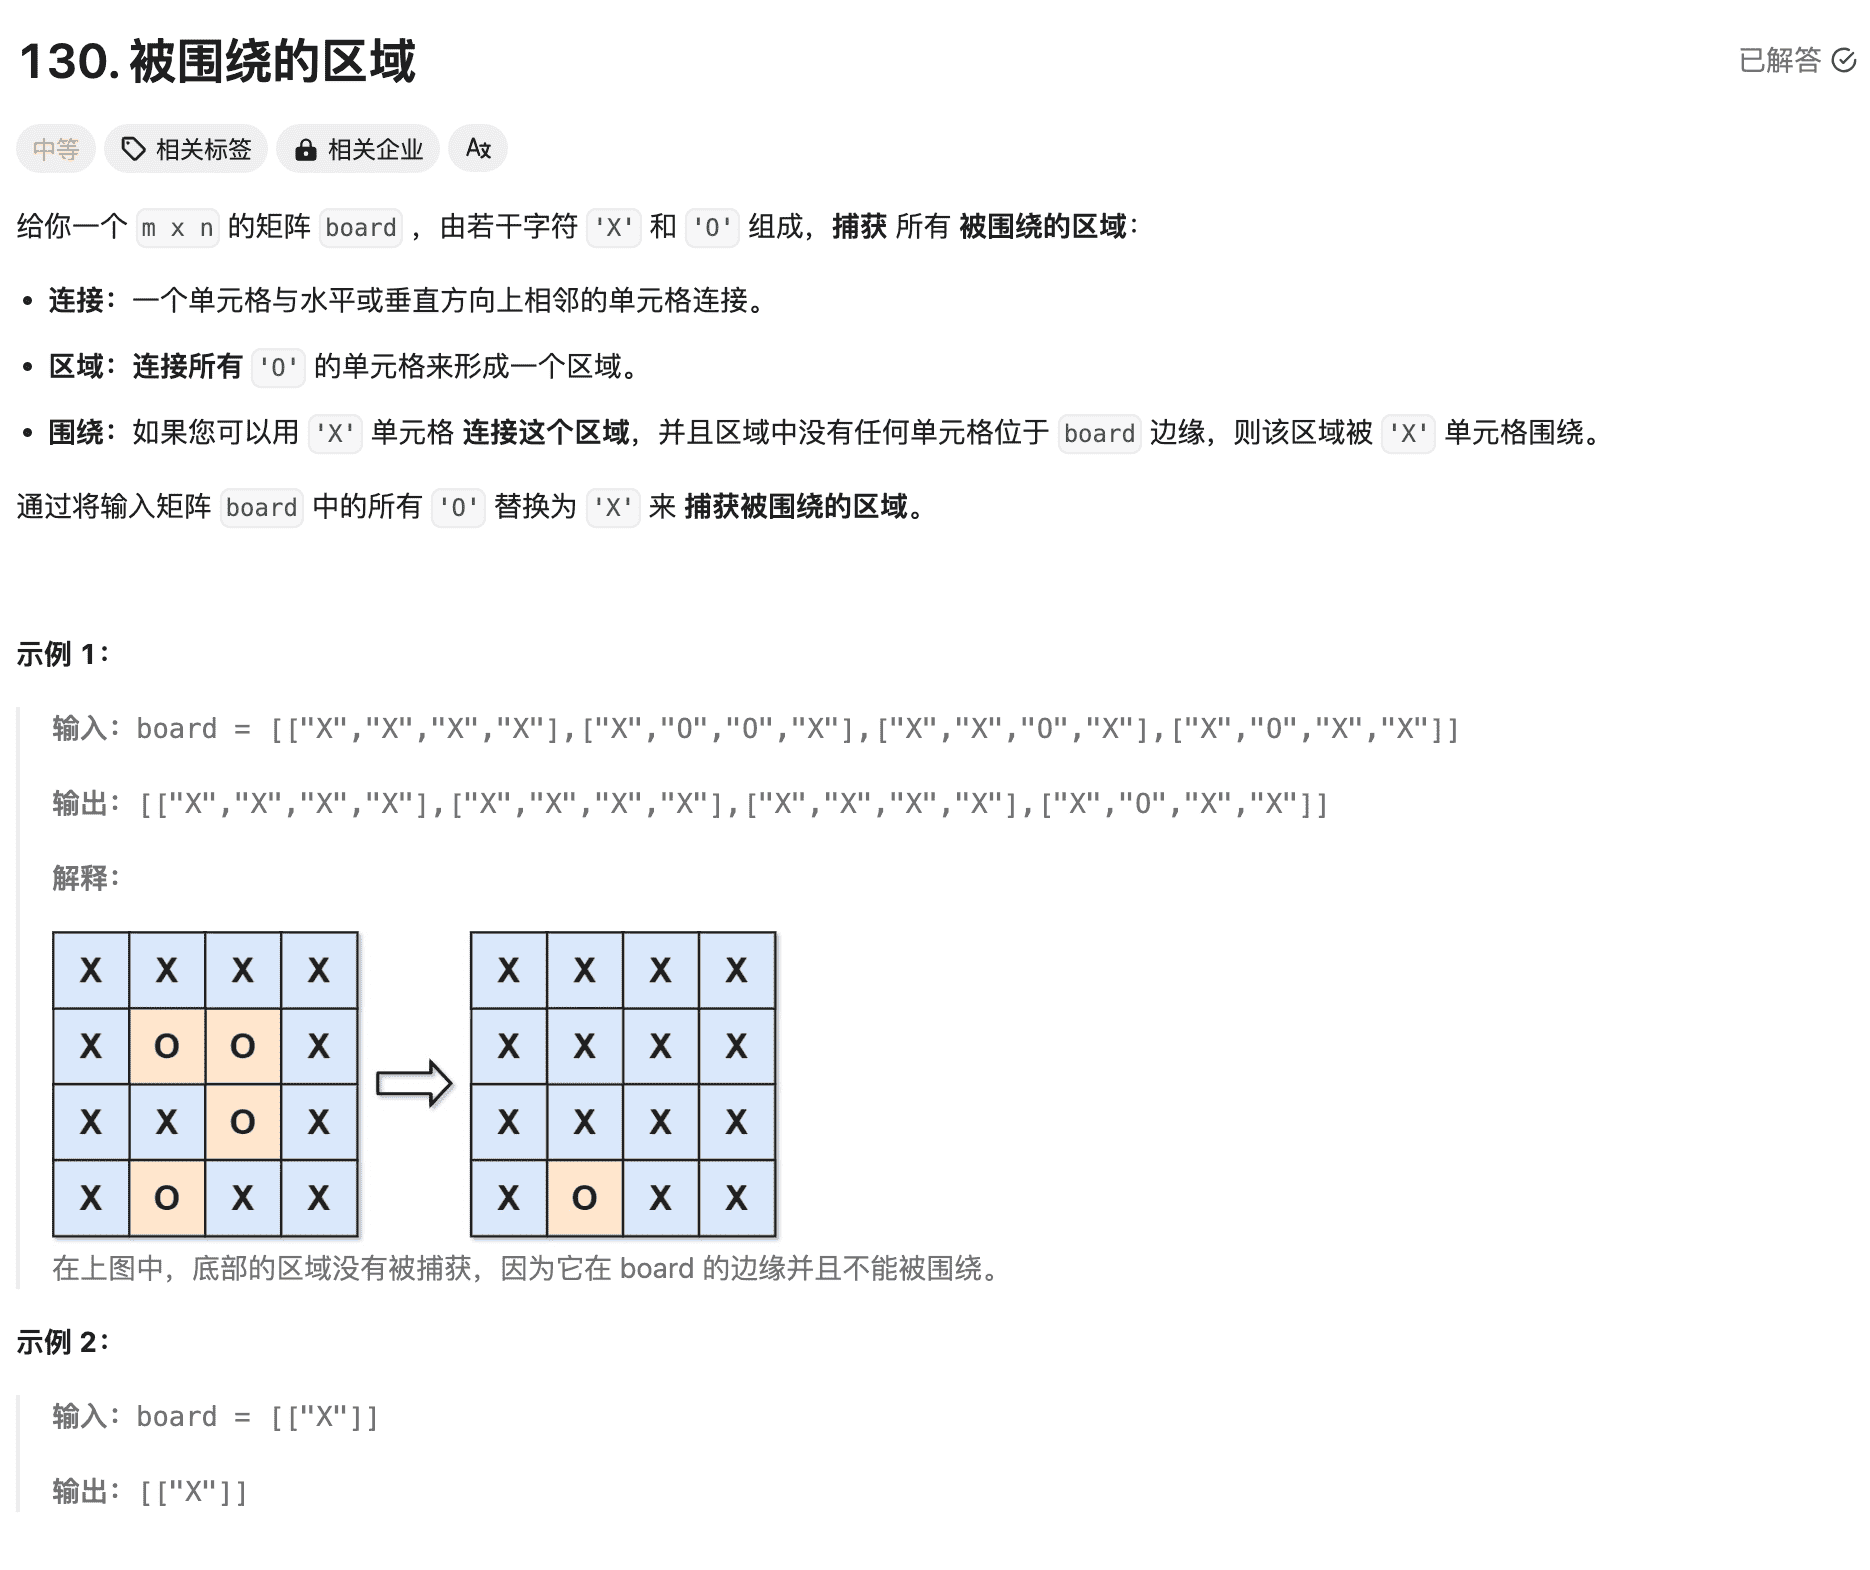 130. 被围绕的区域
已解答
中等
相关标签
相关企业
给你一个 m x n 的矩阵 board ，由若干字符 'X' 和 'O' 组成，捕获 所有 被围绕的区域：
• 连接：一个单元格与水平或垂直方向上相邻的单元格连接。
• 区域：连接所有 'O' 的单元格来形成一个区域。
• 围绕：如果您可以用 'X' 单元格 连接这个区域，并且区域中没有任何单元格位于 board 边缘，则该区域被 'X' 单元格围绕。
通过将输入矩阵 board 中的所有 'O' 替换为 'X' 来 捕获被围绕的区域。
示例 1：
输入：board = [["X","X","X","X"],["X","O","O","X"],["X","X","O","X"],["X","O","X","X"]]
输出：[["X","X","X","X"],["X","X","X","X"],["X","X","X","X"],["X","O","X","X"]]
解释：
X X X X X X X X
X O O X X X X X
X X O X X X X X
X O X X X O X X
在上图中，底部的区域没有被捕获，因为它在 board 的边缘并且不能被围绕。
示例 2：
输入：board = [["X"]]
输出：[["X"]]